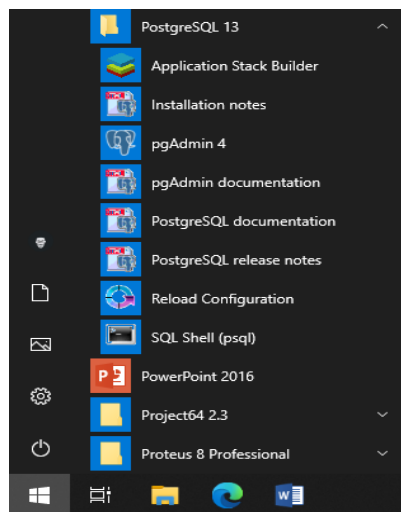 PostgreSQL 13
Application Stack Builder
Installation notes
pgAdmin 4
pgAdmin documentation
PostgreSQL documentation
PostgreSQL release notes
Reload Configuration
SQL Shell (psql)
PowerPoint 2016
Project64 2.3
Proteus 8 Professional